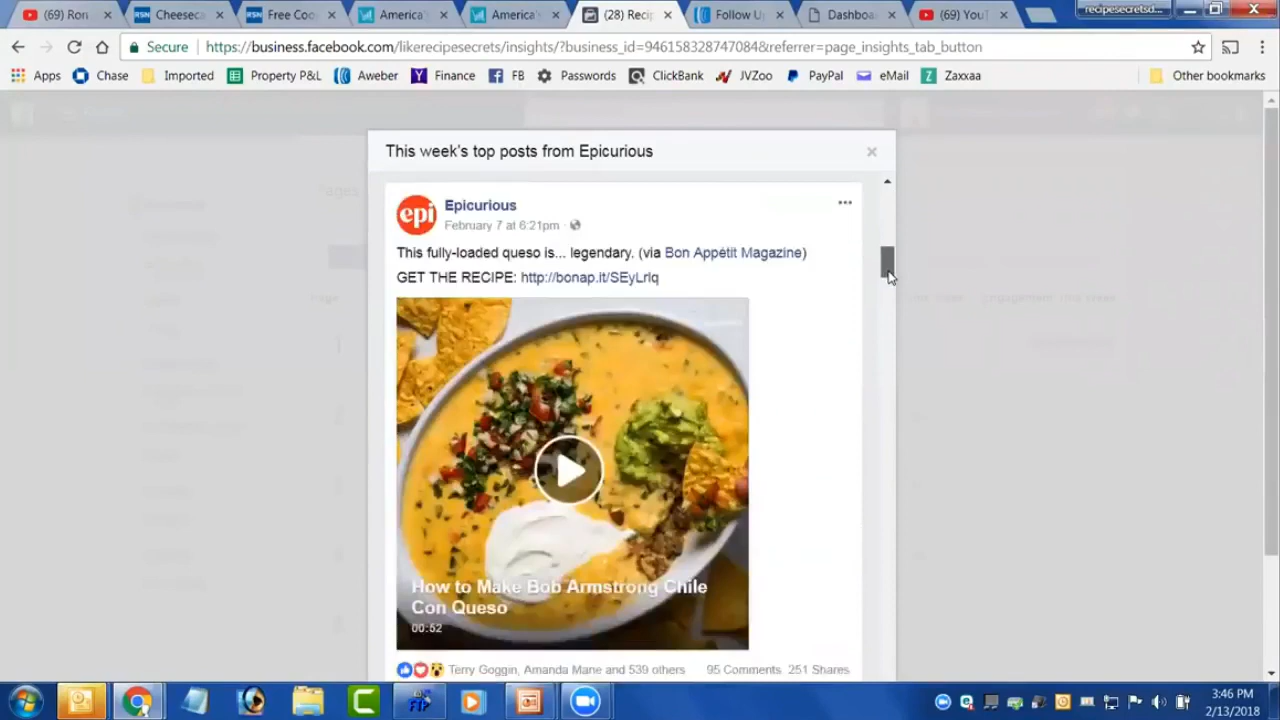 (69) Ron
Cheeseca
Free Coo
America'
America'
(28) Recip
Follow U
Dashboa
(69) YouT
recipesecretsd...
Secure
https://business.facebook.com/likerecipesecrets/insights/?business_id=9461583287470846&referrer=page_insights_tab_button
Apps Chase Imported Property P&L Aweber Finance FB Passwords ClickBank JVZoo PayPal eMail Zaxxaa Other bookmarks
This week's top posts from Epicurious
epi
Epicurious
February 7 at 6:21pm
This fully-loaded queso is... legendary. (via Bon Appétit Magazine)
GET THE RECIPE: http://bonap.it/SEyLrIq
How to Make Bob Armstrong Chile
Con Queso
00:52
Terry Goggin, Amanda Mane and 539 others 95 Comments 251 Shares
3:46 PM
2/13/2018